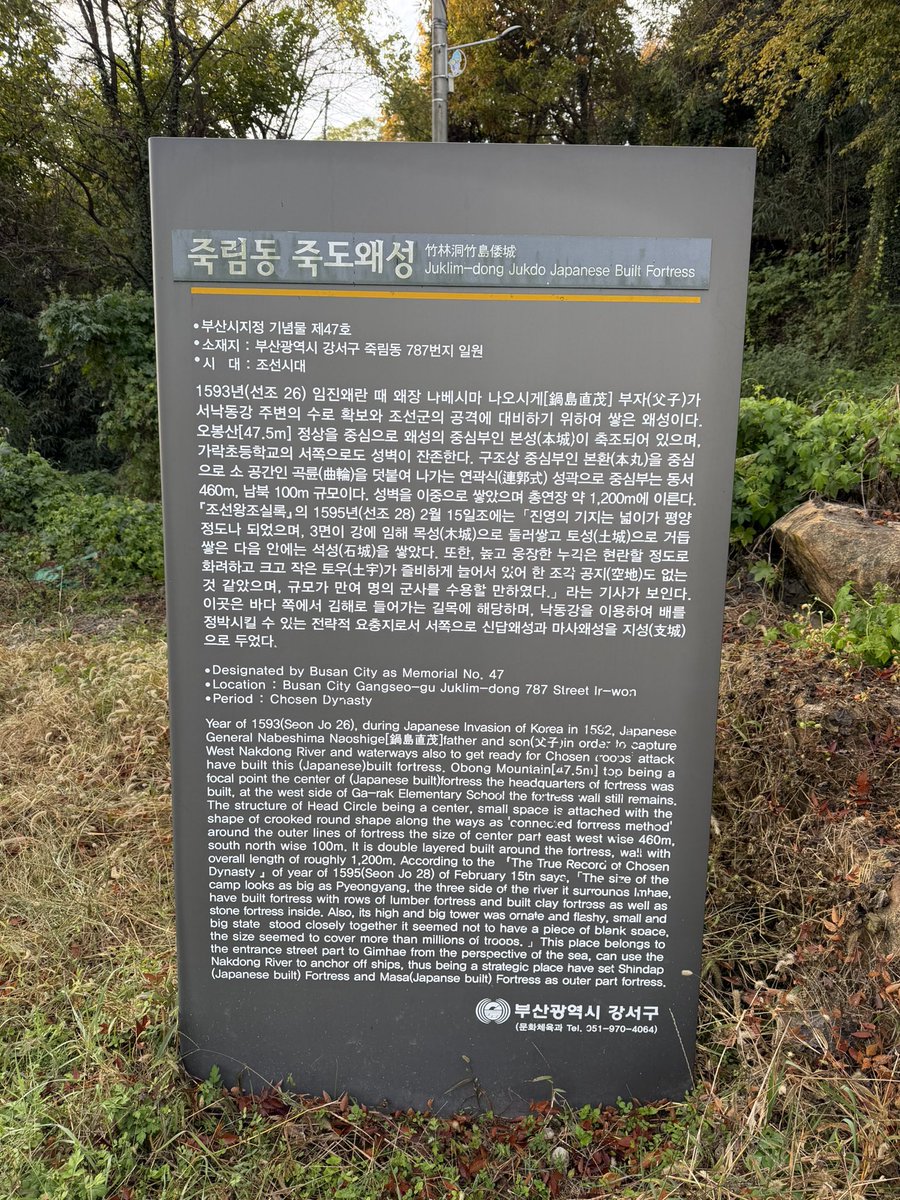 죽림동 죽도왜성 竹林洞竹島倭城
Juklim-dong Jukdo Japanese Built Fortress
•부산시지정 기념물 제47호
•소재지 : 부산광역시 강서구 죽림동 787번지 일원
•시 대 : 조선시대
1593년(선조 26) 임진왜란 때 왜장 나베시마 나오시게[鍋島直茂] 부자(父子)가
서낙동강 주변의 수로 확보와 조선군의 공격에 대비하기 위하여 쌓은 왜성이다.
오봉산[47.5m] 정상을 중심으로 왜성의 중심부인 본성(本城)이 축조되어 있으며,
가락초등학교의 서쪽으로도 성벽이 잔존한다. 구조상 중심부인 본환(本丸)을 중심
으로 소 공간인 곡륜(曲輪)을 덧붙여 나가는 연곽식(連郭式) 성곽으로 중심부는 동서
460m, 남북 100m 규모이다. 성벽을 이중으로 쌓았으며 총연장 약 1,200m에 이른다.
『조선왕조실록』의 1595년(선조 28) 2월 15일조에는 「진영의 기지는 넓이가 평양
정도나 되었으며, 3면이 강에 임해 목성(木城)으로 둘러쌓고 토성(土城)으로 거듭
쌓은 다음 안에는 석성(石城)을 쌓았다. 또한, 높고 웅장한 누각은 현란할 정도로
화려하고 크고 작은 토우(土宇)가 즐비하게 늘어서 있어 한 조각 공지(空地)도 없는
것 같았으며, 규모가 만여 명의 군사를 수용할 만하였다.」라는 기사가 보인다.
이곳은 바다 쪽에서 김해로 들어가는 길목에 해당하며, 낙동강을 이용하여 배를
정박시킬 수 있는 전략적 요충지로서 서쪽으로 신답왜성과 마사왜성을 지성(支城)
으로 두었다.
•Designated by Busan City as Memorial No. 47
•Location : Busan City Gangseo-gu Juklim-dong 787 Street Ir-won
•Period : Chosen Dynasty
Year of 1593(Seon Jo 26), during Japanese Invasion of Korea in 1592, Japanese
General Nabeshima Naoshige[鍋島直茂]father and son(父子)in order to capture
West Nakdong River and waterways also to get ready for Chosen troops' attack
have built this (Japanese)built fortress. Obong Mountain[47.5m] top being a
focal point the center of (Japanese built)fortress the headquarters of fortress was
built, at the west side of Ga-rak Elementary School the fortress wall still remains.
The structure of Head Circle being a center, small space is attached with the
shape of crooked round shape along the ways as 'connected fortress method'
around the outer lines of fortress the size of center part east west wise 460m,
south north wise 100m. It is double layered built around the fortress, wall with
overall length of roughly 1,200m. According to the 『The True Record of Chosen
Dynasty 』 of year of 1595(Seon Jo 28) of February 15th says, 「The size of the
camp looks as big as Pyeongyang, the three side of the river it surrounds Imhae,
have built fortress with rows of lumber fortress and built clay fortress as well as
stone fortress inside. Also, its high and big tower was ornate and flashy, small and
big state stood closely together it seemed not to have a piece of blank space,
the size seemed to cover more than millions of troops. 」 This place belongs to
the entrance street part to Gimhae from the perspective of the sea, can use the
Nakdong River to anchor off ships, thus being a strategic place have set Shindap
(Japanese built) Fortress and Masa(Japanse built) Fortress as outer part fortress.
부산광역시 강서구
(문화체육과 Tel. 051-970-4064)